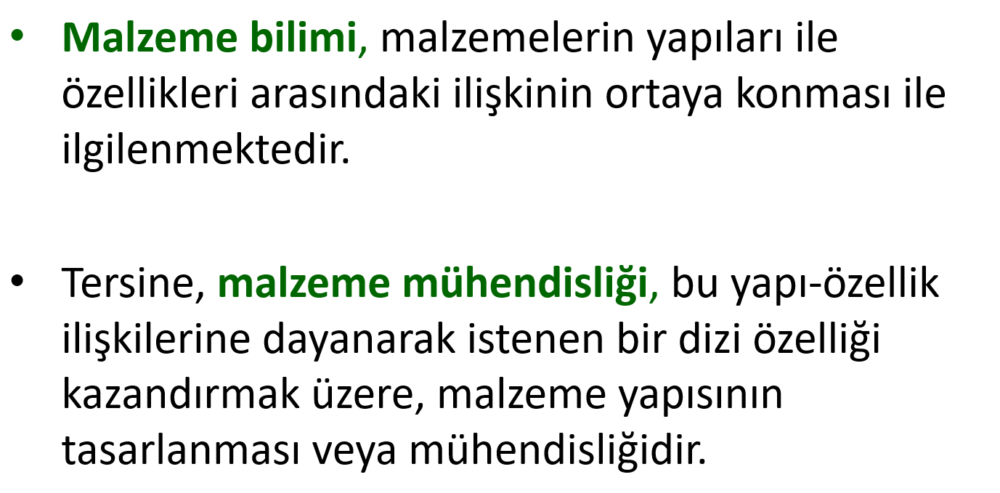 • Malzeme bilimi, malzemelerin yapıları ile
özellikleri arasındaki ilişkinin ortaya konması ile
ilgilenmektedir.
• Tersine, malzeme mühendisliği, bu yapı-özellik
ilişkilerine dayanarak istenen bir dizi özelliği
kazandırmak üzere, malzeme yapısının
tasarlanması veya mühendisliğidir.